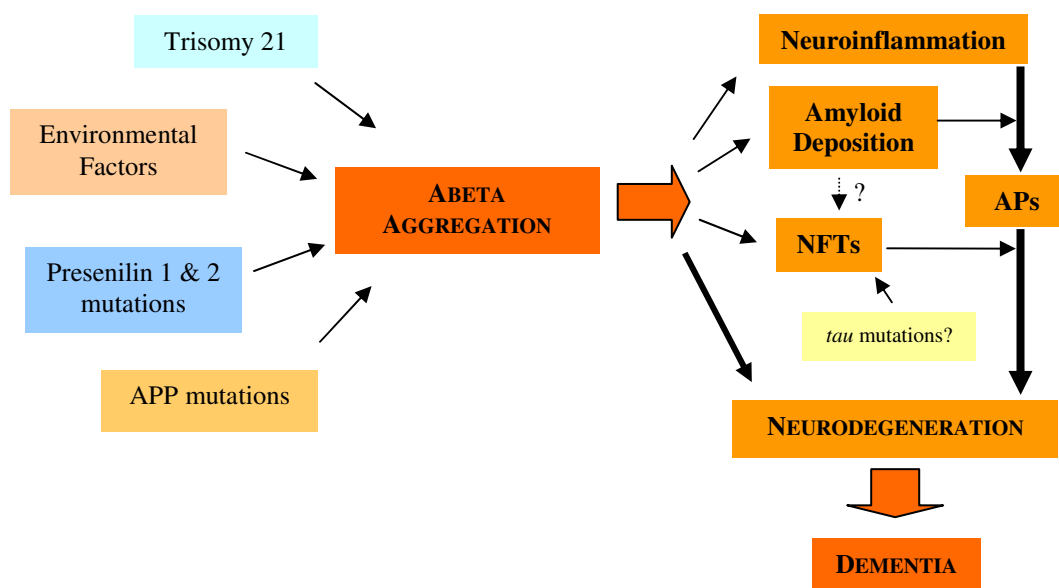 Trisomy 21
Environmental
Factors
Presenilin 1 & 2
mutations
APP mutations
ABETA
AGGREGATION
Neuroinflammation
Amyloid
Deposition
?
APs
NFTs
tau mutations?
NEURODEGENERATION
DEMENTIA